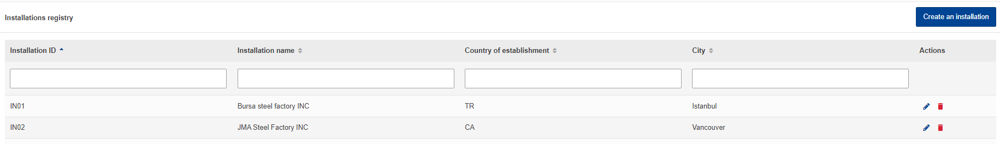 Installations registry
Create an installation
Installation ID Installation name Country of establishment City Actions
IN01 Bursa steel factory INC TR Istanbul
IN02 JMA Steel Factory INC CA Vancouver